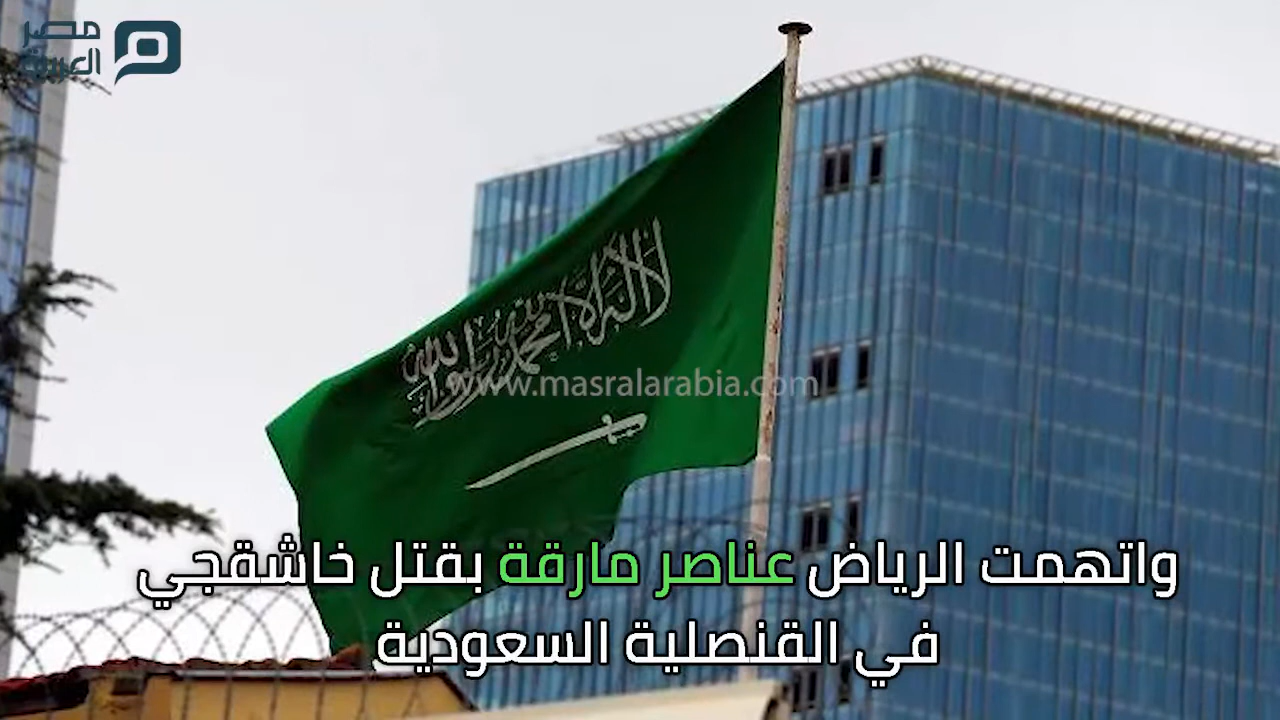 مصر
العربية
لا إله إلا الله محمد رسول الله
www.masralarabia.com
واتهمت الرياض عناصر مارقة بقتل خاشقجي
في القنصلية السعودية